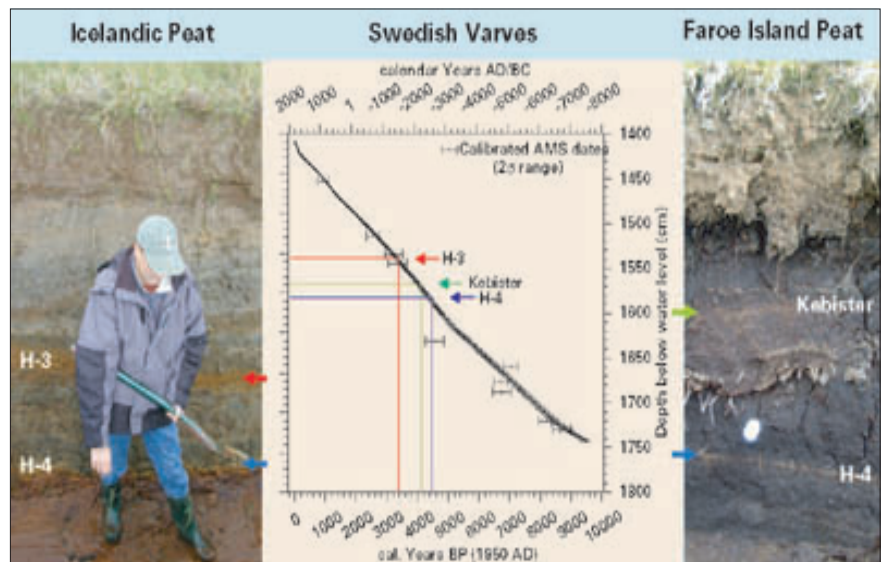 Icelandic Peat
Swedish Varves
Faroe Island Peat
calendar Years AD/BC
2000 1000 1 -1000 -2000 -3000 -4000 -5000 -6000 -7000 -8000
Calibrated AMS dates
(2σ range)
H-3
Kebister
H-4
1400
1450
1500
1550
1600
1650
1700
1750
1800
Depth below water level (cm)
0 1000 2000 3000 4000 5000 6000 7000 8000 9000 10000
cal. Years BP (1950 AD)
H-3
H-4
Kebister
H-4